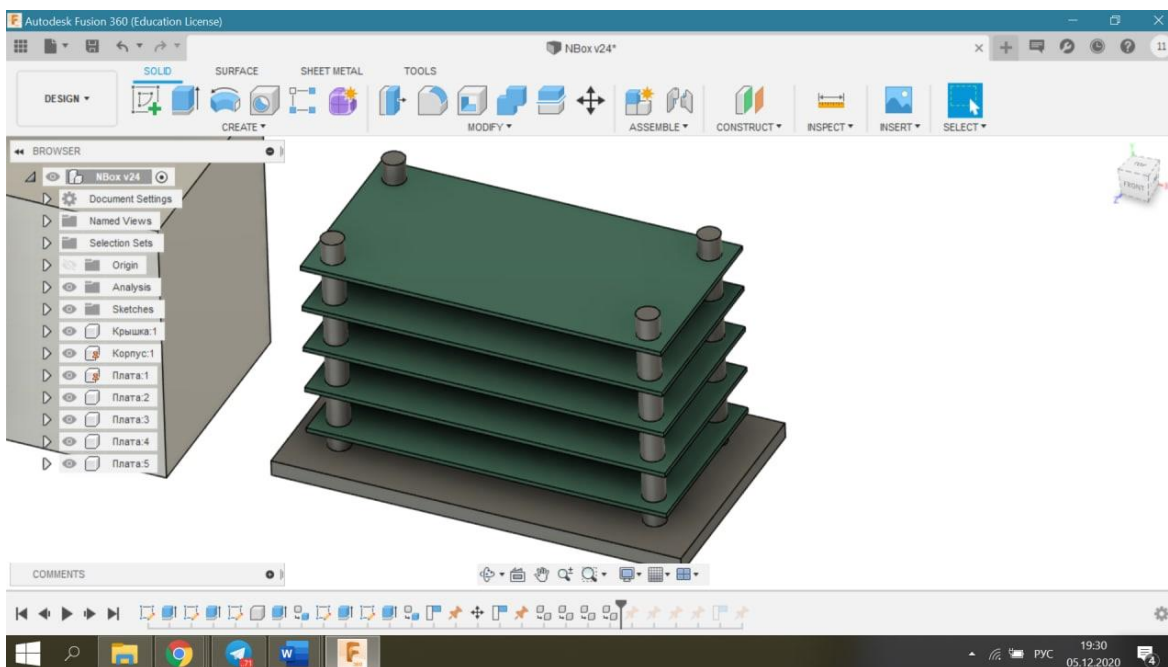 Autodesk Fusion 360 (Education License)
NBox v24*
11
SOLID SURFACE SHEET METAL TOOLS
DESIGN
CREATE MODIFY ASSEMBLE CONSTRUCT INSPECT INSERT SELECT
BROWSER
NBox v24
Document Settings
Named Views
Selection Sets
Origin
Analysis
Sketches
Крышка:1
Корпус:1
Плата:1
Плата:2
Плата:3
Плата:4
Плата:5
FRONT
COMMENTS
РУС
19:30
05.12.2020